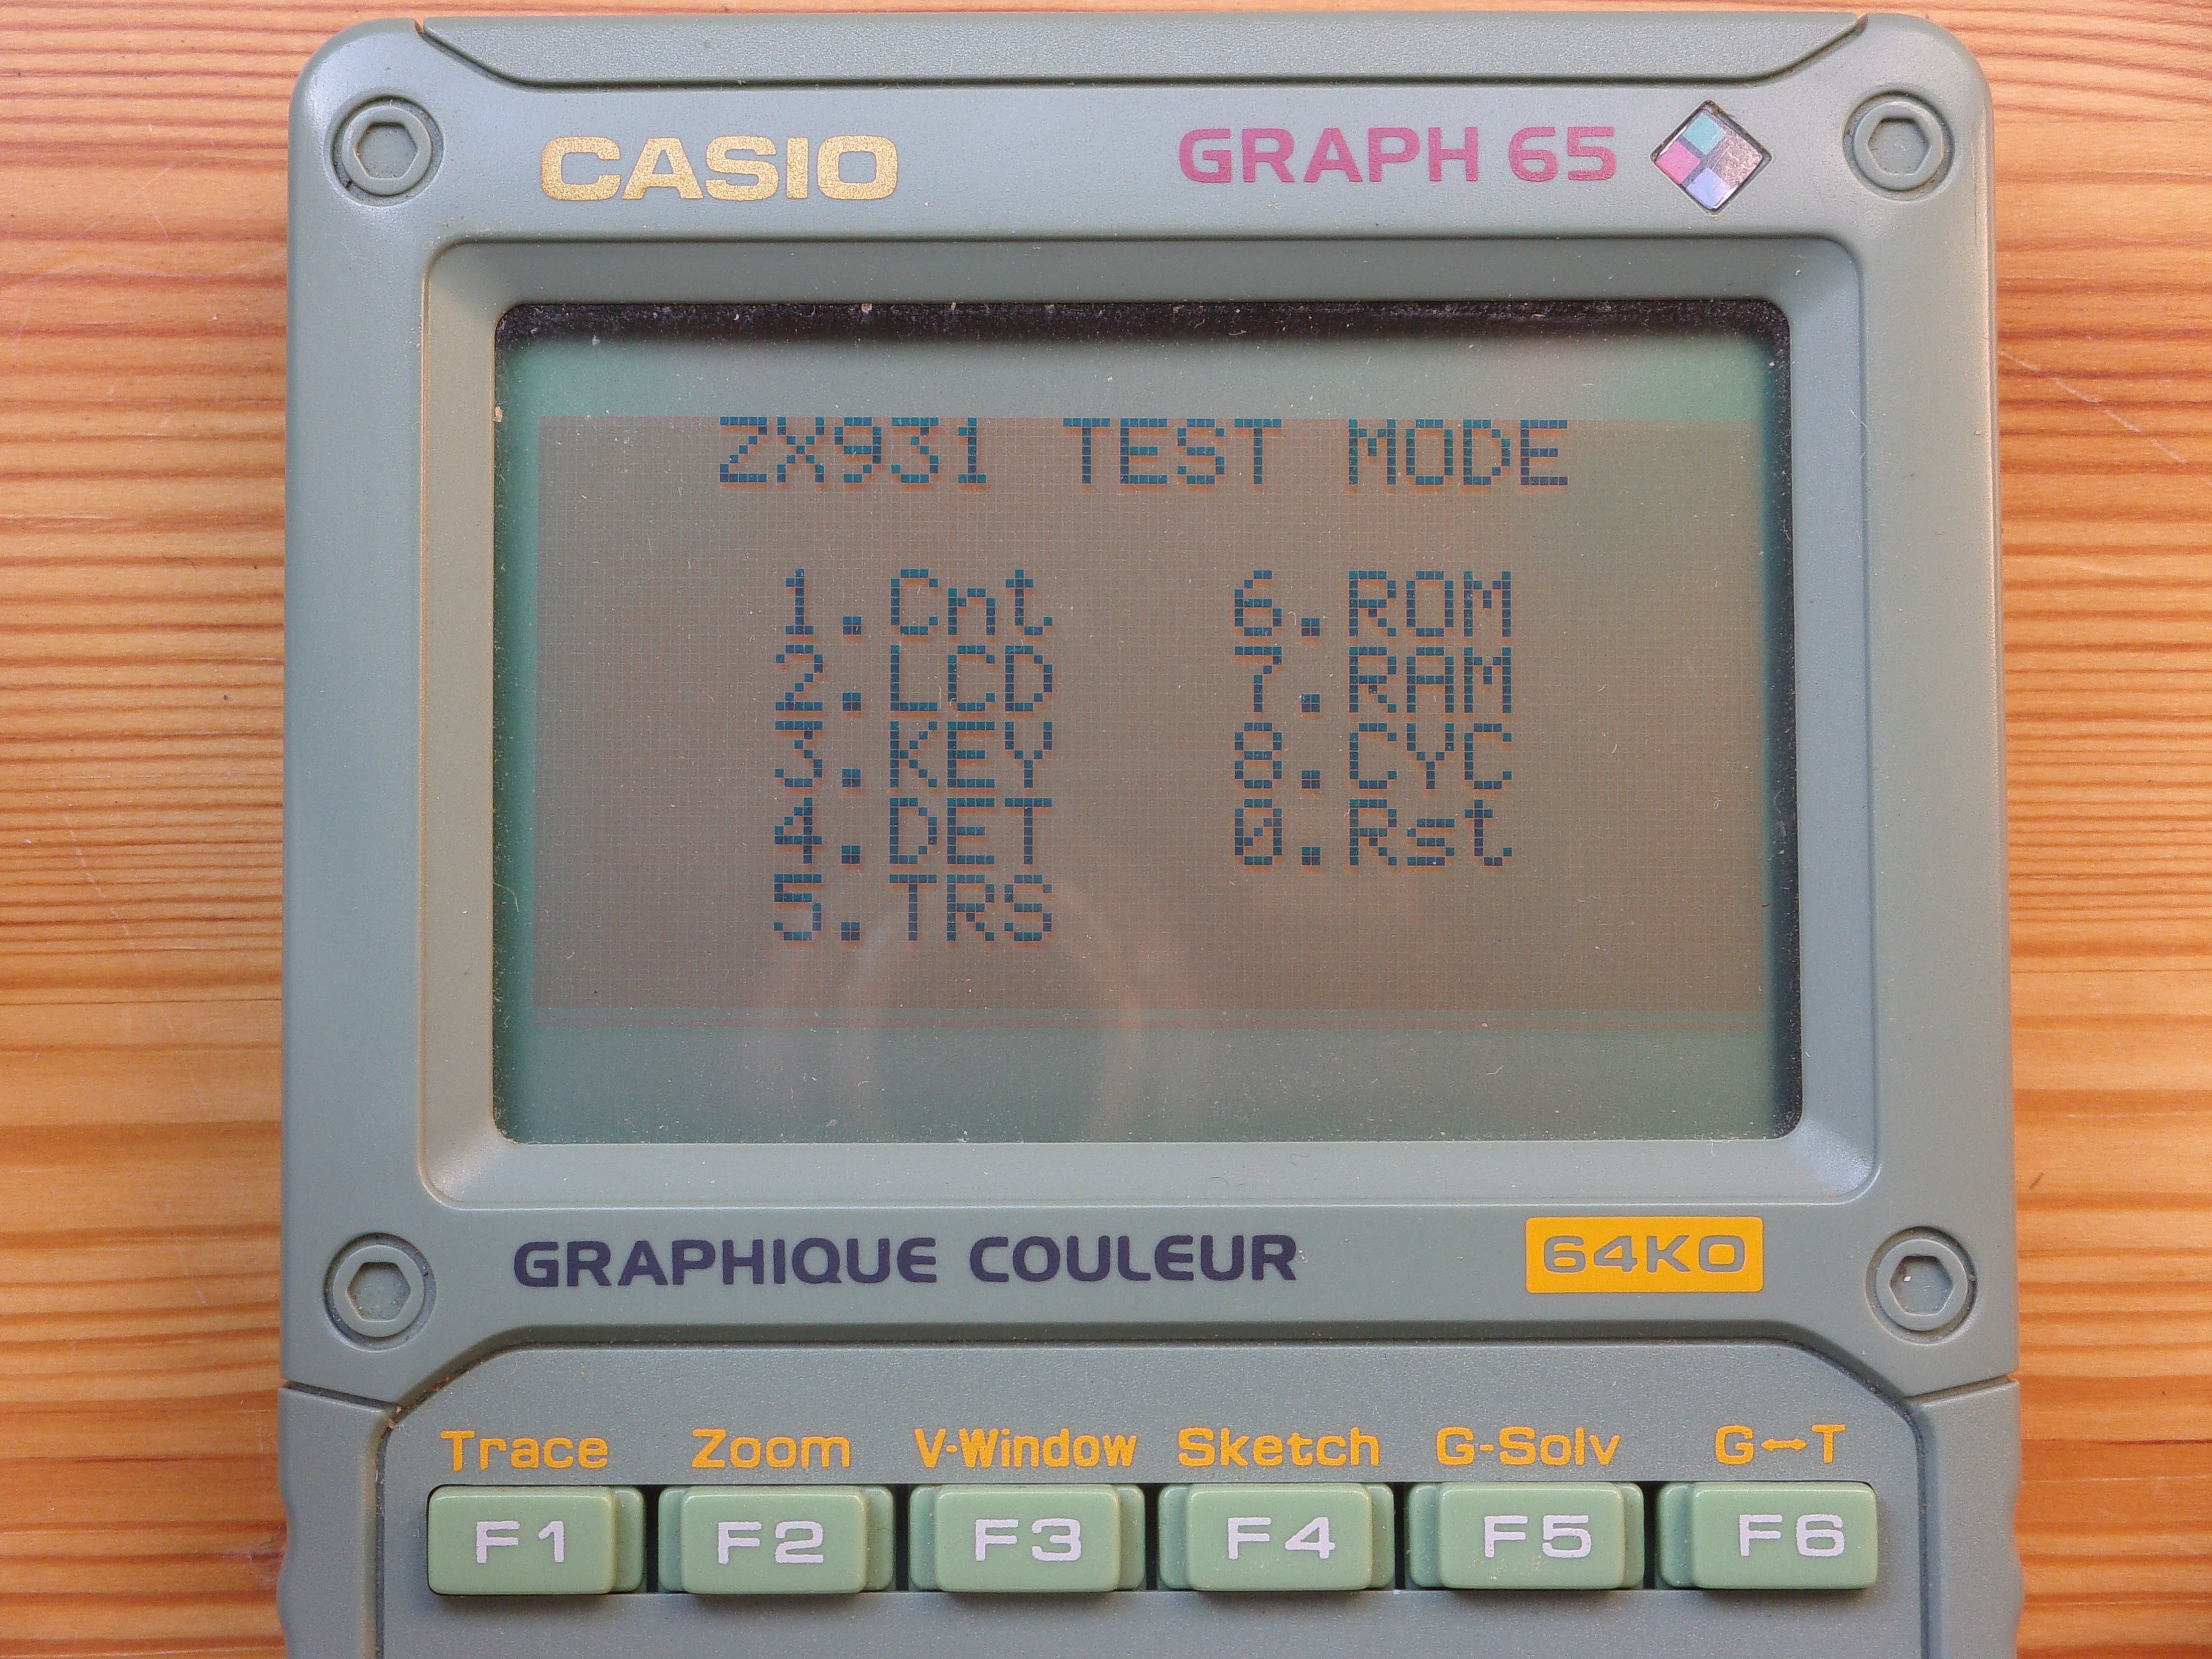 CASIO GRAPH 65
ZX931 TEST MODE
1.Cnt 6.ROM
2.LCD 7.RAM
3.KEY 8.CYC
4.DET 0.Rst
5.TRS
GRAPHIQUE COULEUR 64KO
Trace Zoom V-Window Sketch G-Solv G↔T
F1 F2 F3 F4 F5 F6